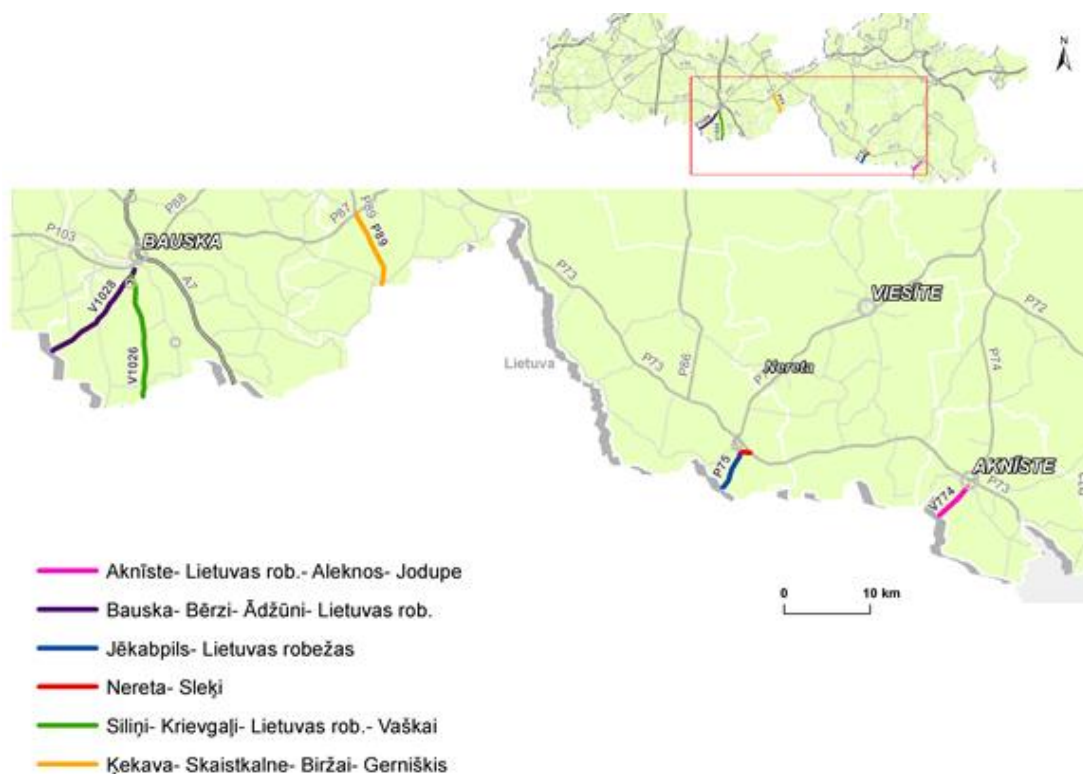 N
P88
P87
P89
P89
P103
BAUSKA
A7
V1028
V1026
P73
VIESĪTE
P72
Lietuva
P73
P86
Nereta
P74
P75
AKNĪSTE
V774
P73
Aknīste- Lietuvas rob.- Aleknos- Jodupe
0 10 km
Bauska- Bērzi- Ādžūni- Lietuvas rob.
Jēkabpils- Lietuvas robežas
Nereta- Sleķi
Siliņi- Krievgaļi- Lietuvas rob.- Vaškai
Ķekava- Skaistkalne- Biržai- Gerniškis